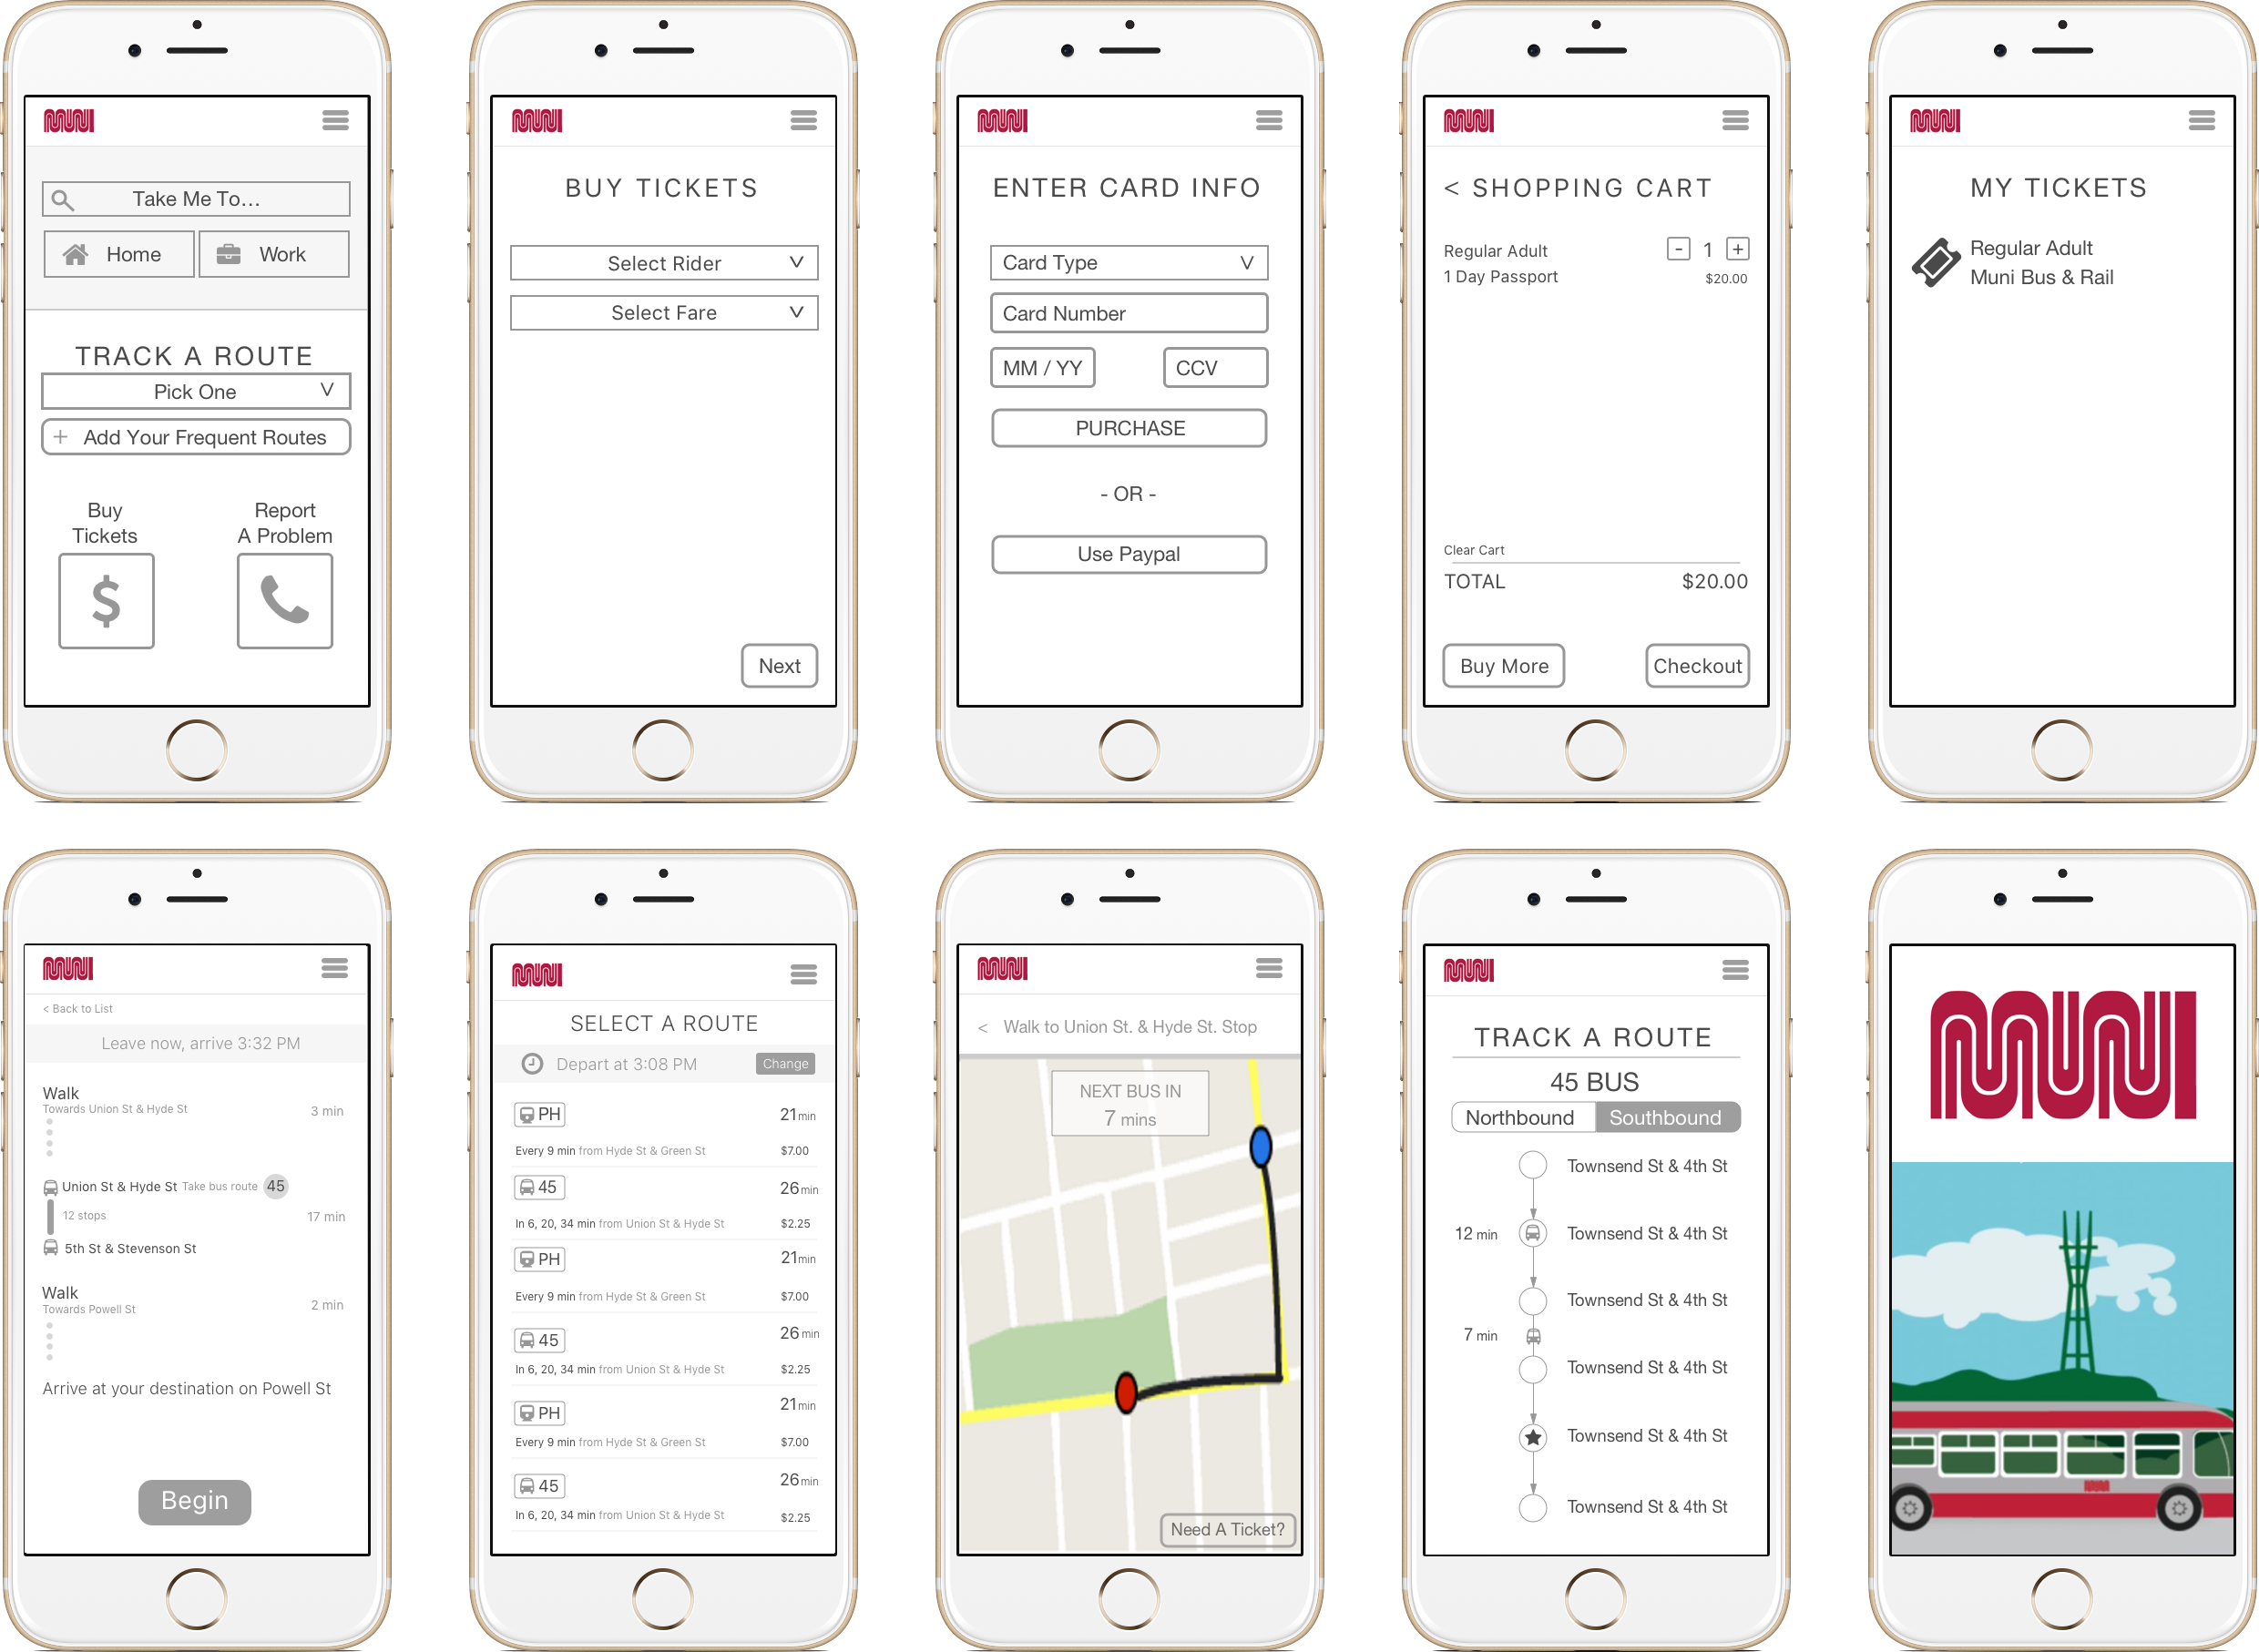 MUNI
Take Me To...
Home
Work
TRACK A ROUTE
Pick One V
+ Add Your Frequent Routes
Buy
Tickets
$
Report
A Problem
MUNI
BUY TICKETS
Select Rider V
Select Fare V
Next
MUNI
ENTER CARD INFO
Card Type V
Card Number
MM / YY
CCV
PURCHASE
- OR -
Use Paypal
MUNI
< SHOPPING CART
Regular Adult - 1 +
1 Day Passport $20.00
Clear Cart
TOTAL $20.00
Buy More
Checkout
MUNI
MY TICKETS
Regular Adult
Muni Bus & Rail
MUNI
< Back to List
Leave now, arrive 3:32 PM
Walk
Towards Union St & Hyde St 3 min
Union St & Hyde St Take bus route 45
12 stops 17 min
5th St & Stevenson St
Walk
Towards Powell St 2 min
Arrive at your destination on Powell St
Begin
MUNI
SELECT A ROUTE
Depart at 3:08 PM Change
PH 21min
Every 9 min from Hyde St & Green St $7.00
45 26min
In 6, 20, 34 min from Union St & Hyde St $2.25
PH 21min
Every 9 min from Hyde St & Green St $7.00
45 26min
In 6, 20, 34 min from Union St & Hyde St $2.25
PH 21min
Every 9 min from Hyde St & Green St $7.00
45 26min
In 6, 20, 34 min from Union St & Hyde St $2.25
MUNI
< Walk to Union St. & Hyde St. Stop
NEXT BUS IN
7 mins
Need A Ticket?
MUNI
TRACK A ROUTE
45 BUS
Northbound Southbound
Townsend St & 4th St
12 min Townsend St & 4th St
Townsend St & 4th St
7 min
Townsend St & 4th St
Townsend St & 4th St
Townsend St & 4th St
MUNI
MUNI